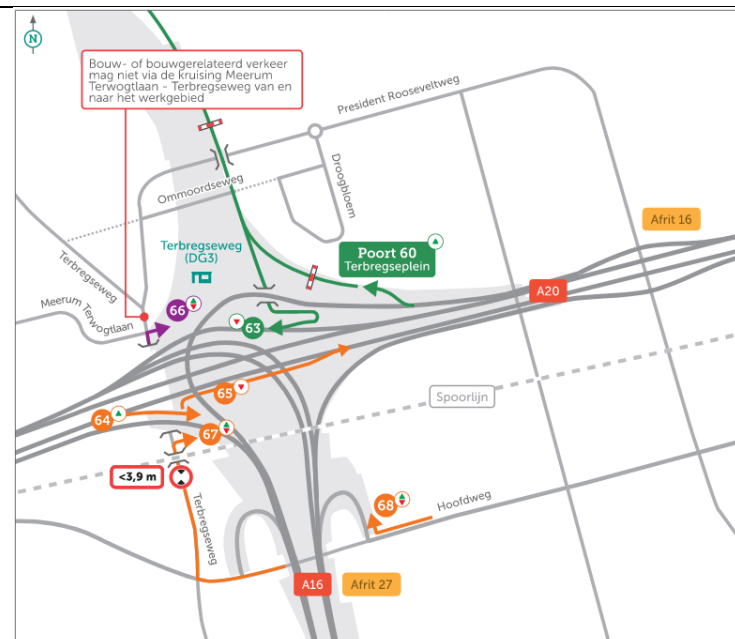 N
Bouw- of bouwgerelateerd verkeer
mag niet via de kruising Meerum
Terwogtlaan - Terbregseweg van en
naar het werkgebied
President Rooseveltweg
Droogbloem
Ommoordseweg
Afrit 16
Terbregseweg
(DG3)
Poort 60
Terbregseplein
Terbregseweg
Meerum Terwogtlaan
A20
66
63
65
Spoorlijn
64
67
<3,9 m
68
Hoofdweg
Terbregseweg
A16
Afrit 27